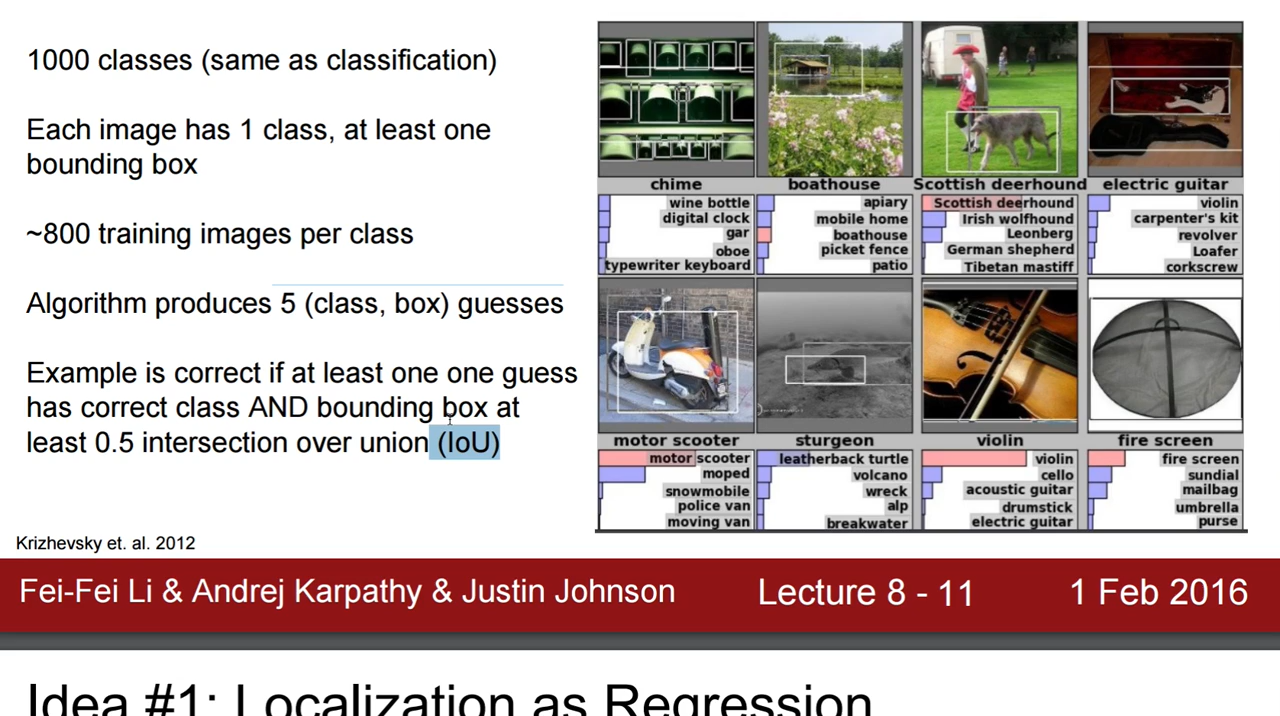 1000 classes (same as classification)
Each image has 1 class, at least one
bounding box
~800 training images per class
Algorithm produces 5 (class, box) guesses
Example is correct if at least one one guess
has correct class AND bounding box at
least 0.5 intersection over union (IoU)
chime
wine bottle
digital clock
gar
oboe
typewriter keyboard
boathouse
apiary
mobile home
boathouse
picket fence
patio
Scottish deerhound
Scottish deerhound
Irish wolfhound
Leonberg
German shepherd
Tibetan mastiff
electric guitar
violin
carpenter's kit
revolver
Loafer
corkscrew
motor scooter
motor scooter
moped
snowmobile
police van
moving van
sturgeon
leatherback turtle
volcano
wreck
alp
breakwater
violin
violin
cello
acoustic guitar
drumstick
electric guitar
fire screen
fire screen
sundial
mailbag
umbrella
purse
Krizhevsky et. al. 2012
Fei-Fei Li & Andrej Karpathy & Justin Johnson
Lecture 8 - 11
1 Feb 2016
Idea #1: Localization as Regression